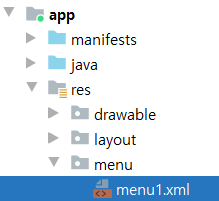 app
manifests
java
res
drawable
layout
menu
menu1.xml